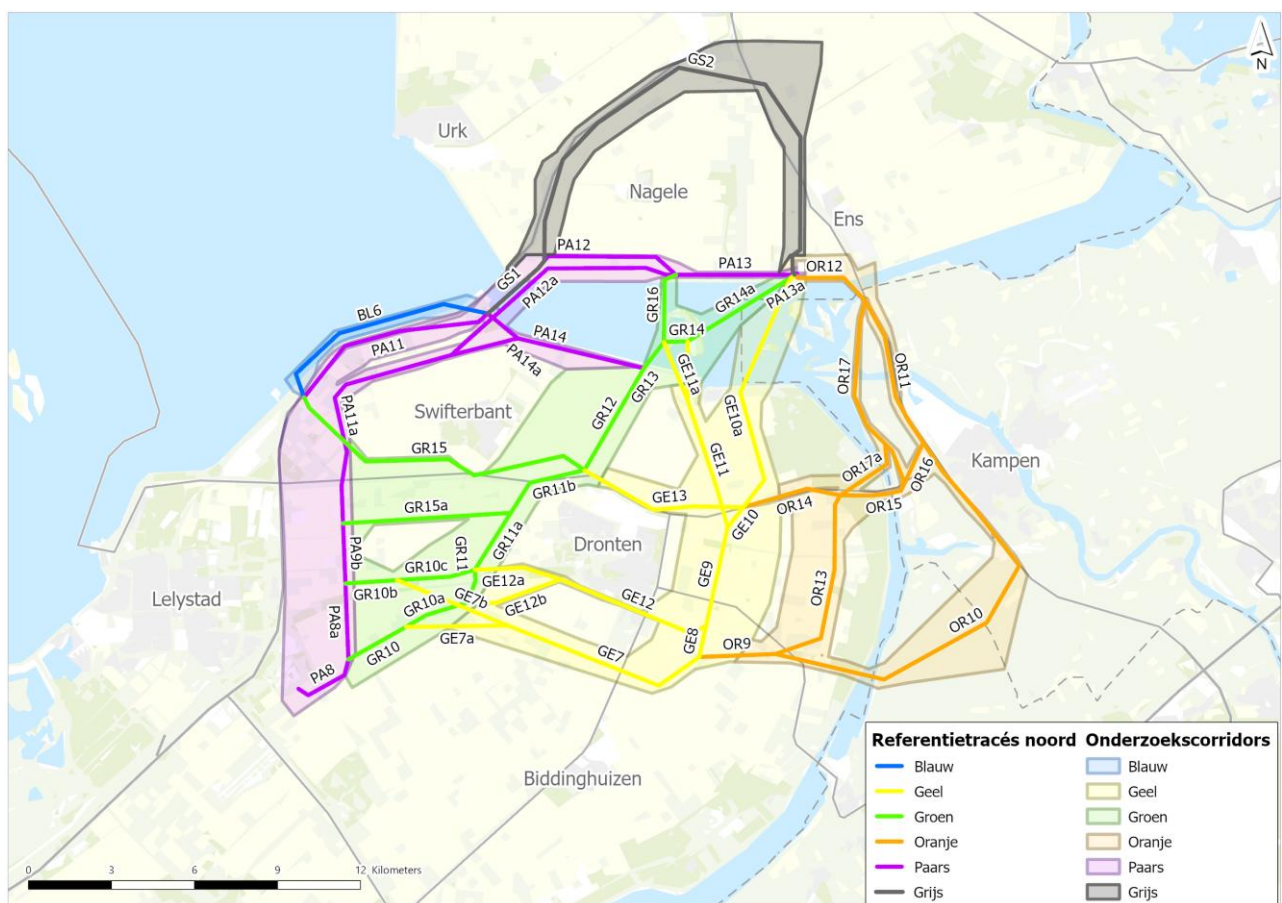 N
GS2
Urk
Nagele
Ens
PA12
PA13
OR12
GS1
PA12a
GR16
GR14a
PA13a
BL6
PA11
PA14
PA14a
GR14
GR13
GE11a
OR17
OR11
PA11a
Swifterbant
GR12
GE10a
GR15
GE11
OR17a
OR16
Kampen
GR11b
GE13
OR14
OR15
GR15a
GR11a
GE10
Dronten
PA9b
GR11
GR10c
GE12a
GE9
Lelystad
GR10b
GR10a
GE7b
GE12b
GE12
OR13
OR10
PA8a
GE7a
GE8
OR9
GR10
GE7
PA8
Biddinghuizen
Referentietracés noord Onderzoekscorridors
Blauw Blauw
Geel Geel
Groen Groen
Oranje Oranje
Paars Paars
Grijs Grijs
0 3 6 9 12 Kilometers